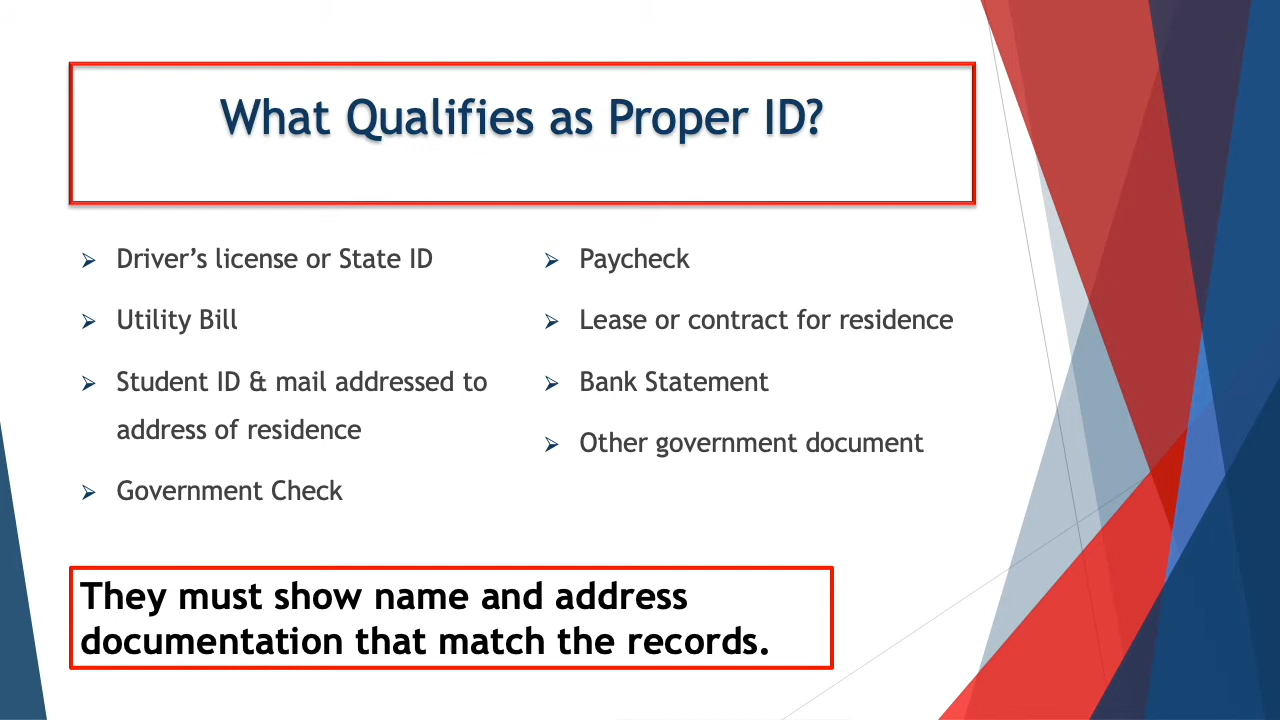 What Qualifies as Proper ID?
Driver’s license or State ID
Utility Bill
Student ID & mail addressed to
address of residence
Government Check
Paycheck
Lease or contract for residence
Bank Statement
Other government document
They must show name and address
documentation that match the records.